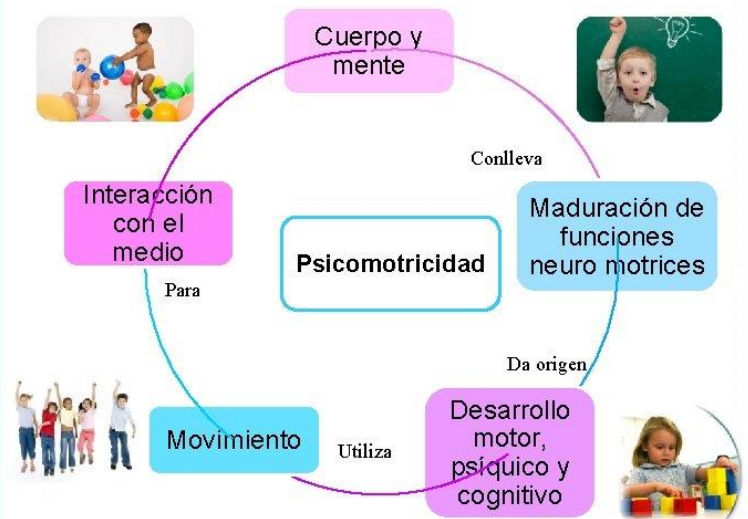 Cuerpo y
mente
Conlleva
Maduración de
funciones
neuro motrices
Da origen
Desarrollo
motor,
psíquico y
cognitivo
Utiliza
Movimiento
Para
Interacción
con el
medio
Psicomotricidad